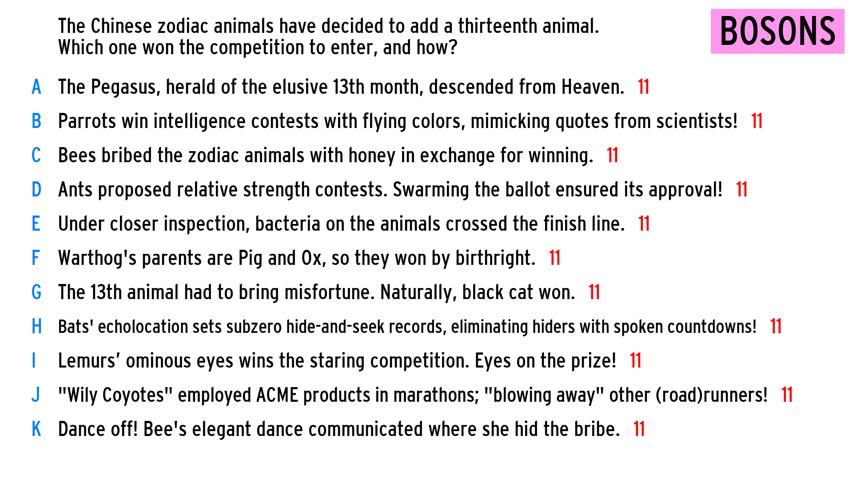 The Chinese zodiac animals have decided to add a thirteenth animal.
Which one won the competition to enter, and how?
BOSONS
A The Pegasus, herald of the elusive 13th month, descended from Heaven. 11
B Parrots win intelligence contests with flying colors, mimicking quotes from scientists! 11
C Bees bribed the zodiac animals with honey in exchange for winning. 11
D Ants proposed relative strength contests. Swarming the ballot ensured its approval! 11
E Under closer inspection, bacteria on the animals crossed the finish line. 11
F Warthog's parents are Pig and Ox, so they won by birthright. 11
G The 13th animal had to bring misfortune. Naturally, black cat won. 11
H Bats' echolocation sets subzero hide-and-seek records, eliminating hiders with spoken countdowns! 11
I Lemurs’ ominous eyes wins the staring competition. Eyes on the prize! 11
J "Wily Coyotes" employed ACME products in marathons; "blowing away" other (road)runners! 11
K Dance off! Bee's elegant dance communicated where she hid the bribe. 11